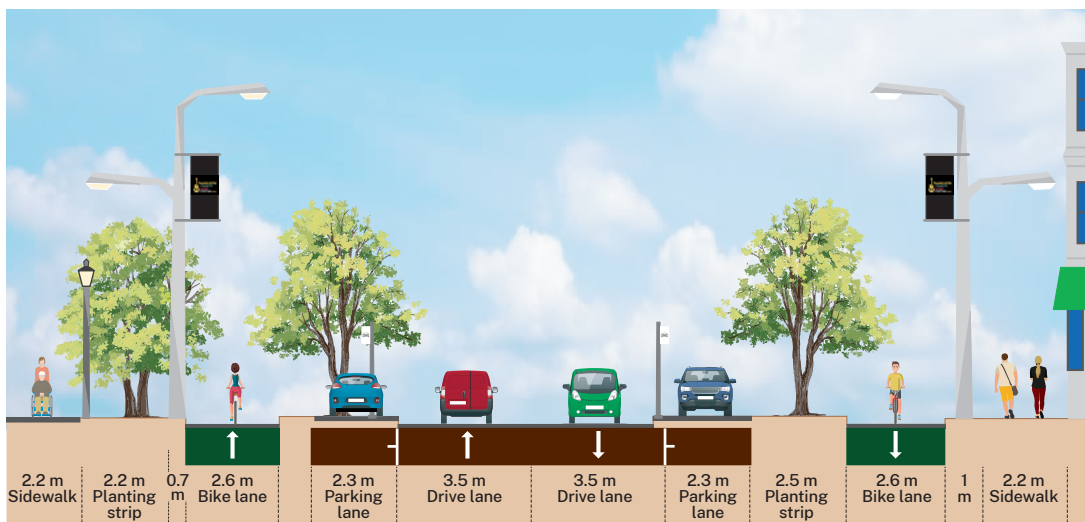 2.2 m
Sidewalk
2.2 m
Planting
strip
0.7
m
2.6 m
Bike lane
2.3 m
Parking
lane
3.5 m
Drive lane
3.5 m
Drive lane
2.3 m
Parking
lane
2.5 m
Planting
strip
2.6 m
Bike lane
1
m
2.2 m
Sidewalk